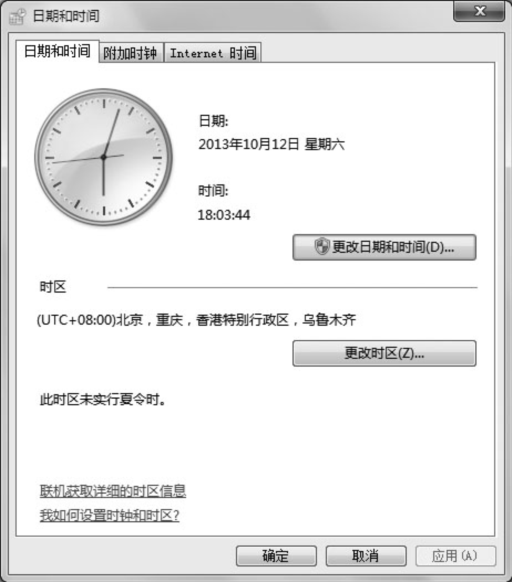 日期和时间
日期和时间 附加时钟 Internet 时间
日期:
2013年10月12日 星期六
时间:
18:03:44
更改日期和时间(D)...
时区
(UTC+08:00)北京，重庆，香港特别行政区，乌鲁木齐
更改时区(Z)...
此时区未实行夏令时。
联机获取详细的时区信息
我如何设置时钟和时区?
确定 取消 应用(A)